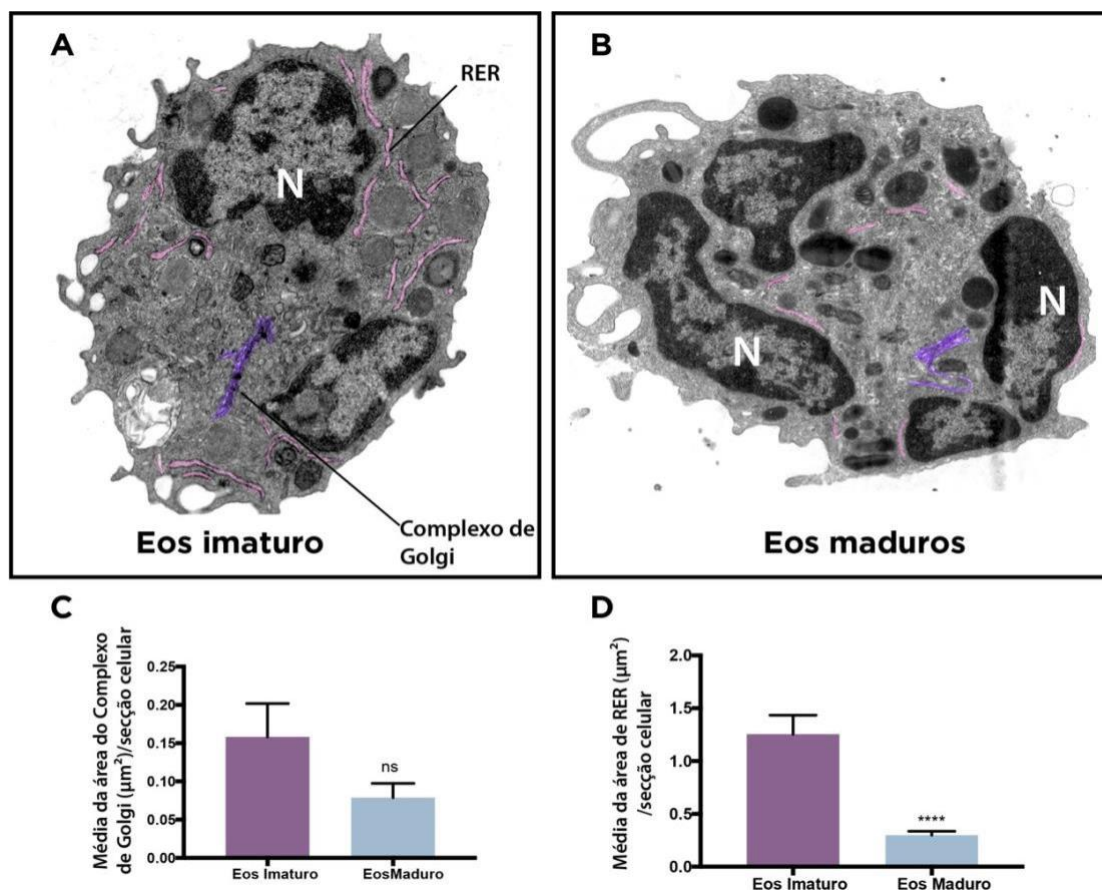 A
RER
N
Complexo de
Golgi
Eos imaturo
B
N
N
Eos maduros
C
Média da área do Complexo
de Golgi (μm²)/secção celular
0.25
0.20
0.15
0.10
0.05
0.00
ns
Eos Imaturo
EosMaduro
D
Média da área de RER (μm²)
/secção celular
2.0
1.5
1.0
0.5
0.0
****
Eos Imaturo
Eos Maduro